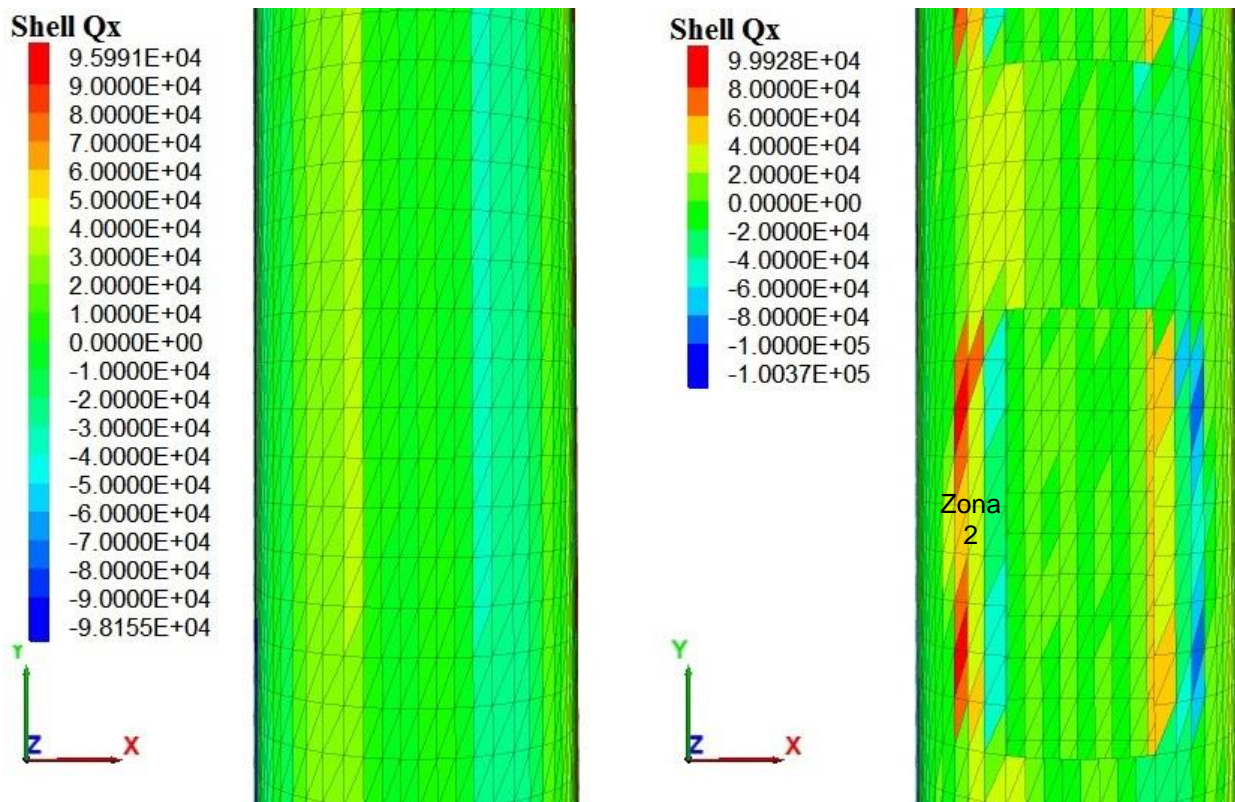 Shell Qx
9.5991E+04
9.0000E+04
8.0000E+04
7.0000E+04
6.0000E+04
5.0000E+04
4.0000E+04
3.0000E+04
2.0000E+04
1.0000E+04
0.0000E+00
-1.0000E+04
-2.0000E+04
-3.0000E+04
-4.0000E+04
-5.0000E+04
-6.0000E+04
-7.0000E+04
-8.0000E+04
-9.0000E+04
-9.8155E+04
Y
Z X
Shell Qx
9.9928E+04
8.0000E+04
6.0000E+04
4.0000E+04
2.0000E+04
0.0000E+00
-2.0000E+04
-4.0000E+04
-6.0000E+04
-8.0000E+04
-1.0000E+05
-1.0037E+05
Zona
2
Y
Z X